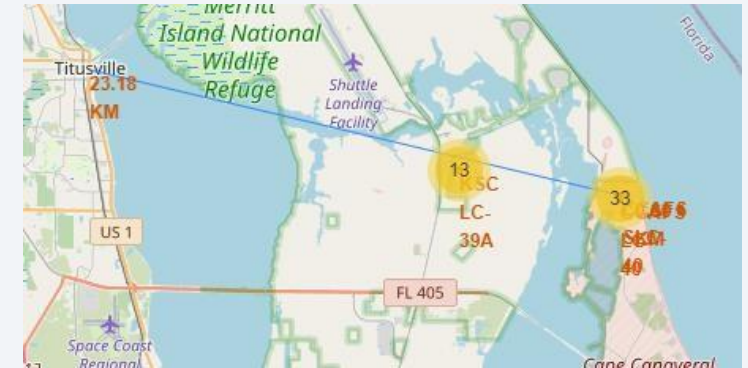 Merritt
Island National
Wildlife
Refuge
Titusville
23.18
KM
Shuttle
Landing
Facility
Florida
13
KSC
LC-
39A
33
40
US 1
FL 405
Space Coast
Regional
Cape Canaveral